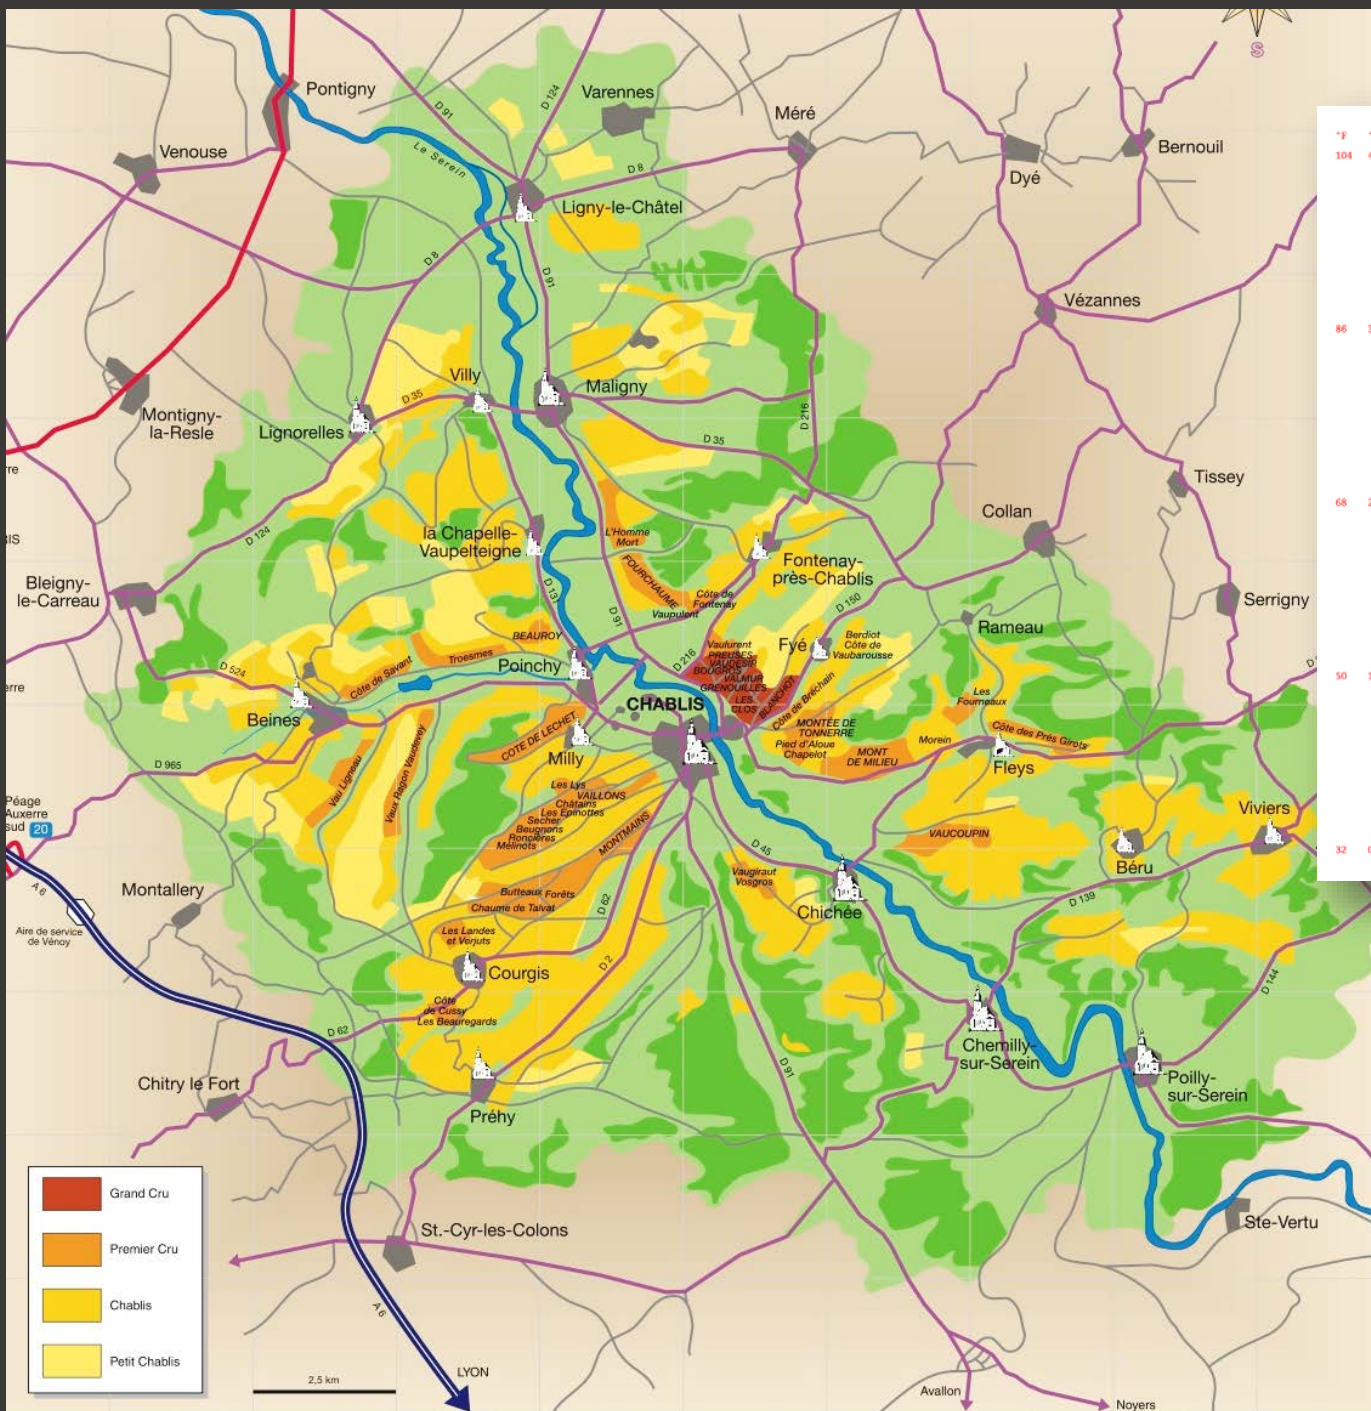 S
Pontigny
D 91
D 124
Varennes
Méré
Bernouil
Dyé
Venouse
Le Serein
D 8
Ligny-le-Châtel
D 8
D 91
Vézannes
Villy
Maligny
D 35
Montigny-
la-Resle
Lignorelles
D 216
D 35
Tissey
Collan
D 124
la Chapelle-
Vaupelteigne
L'Homme
Mort
Fontenay-
près-Chablis
Bleigny-
le-Carreau
FOURCHAUME
Côte de
Fontenay
Vaupulent
D 131
D 91
D 150
Serrigny
Rameau
BEAUROY
Troesmes
Poinchy
Côte de Savant
D 524
Beines
D 216
Vaulurent
PREUSES
VAUDESIR
BOUGROS
VALMUR
GRENOUILLES
LES
CLOS
BLANCHOT
Fyé
Berdiot
Côte de
Vaubarousse
Côte de Bréchain
CHABLIS
Les
Fourneaux
MONTÉE DE
TONNERRE
Pied d'Aloue
Chapelot
MONT
DE MILIEU
Morein
Côte des Prés Girots
Fleys
COTE DE LECHET
Milly
D 965
Vau Ligneau
Vaux Ragon Vaudevey
Les Lys
VAILLONS
Châtains
Les Epinottes
Secher
Beugnons
Roncières
Mélinots
MONTMAINS
VAUCOUPIN
Viviers
Béru
Péage
Auxerre
sud 20
A 6
Aire de service
de Vénoy
Montallery
D 45
Vaugiraut
Vosgros
Chichée
D 139
Butteaux Forêts
Chaume de Talvat
D 62
Les Landes
et Verjuts
Courgis
D 2
Côte
de Cussy
Les Beauregards
D 62
D 144
Chemilly-
sur-Serein
Poilly-
sur-Serein
Chitry le Fort
Préhy
D 91
St.-Cyr-les-Colons
Ste-Vertu
Grand Cru
Premier Cru
Chablis
Petit Chablis
2,5 km
A 6
LYON
Avallon
Noyers
°F
104
86
68
50
32